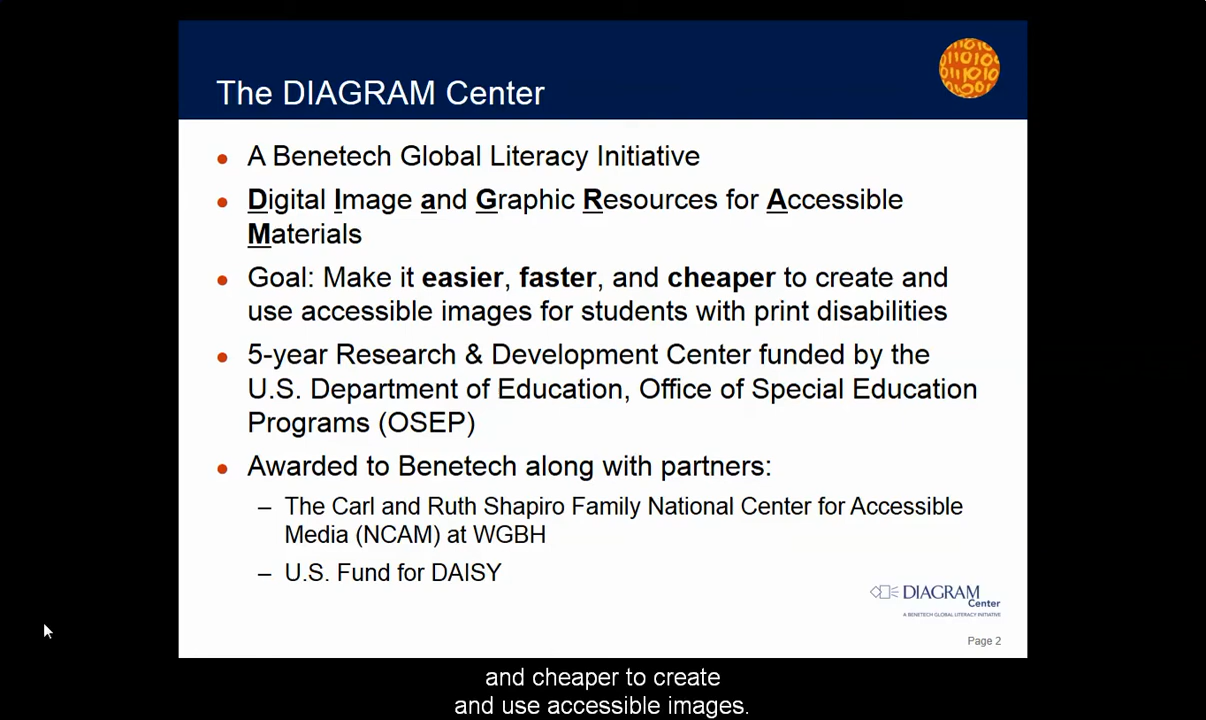 The DIAGRAM Center
A Benetech Global Literacy Initiative
Digital Image and Graphic Resources for Accessible
Materials
Goal: Make it easier, faster, and cheaper to create and
use accessible images for students with print disabilities
5-year Research & Development Center funded by the
U.S. Department of Education, Office of Special Education
Programs (OSEP)
Awarded to Benetech along with partners:
– The Carl and Ruth Shapiro Family National Center for Accessible
Media (NCAM) at WGBH
– U.S. Fund for DAISY
DIAGRAM
Center
A BENETECH GLOBAL LITERACY INITIATIVE
Page 2
and cheaper to create
and use accessible images.